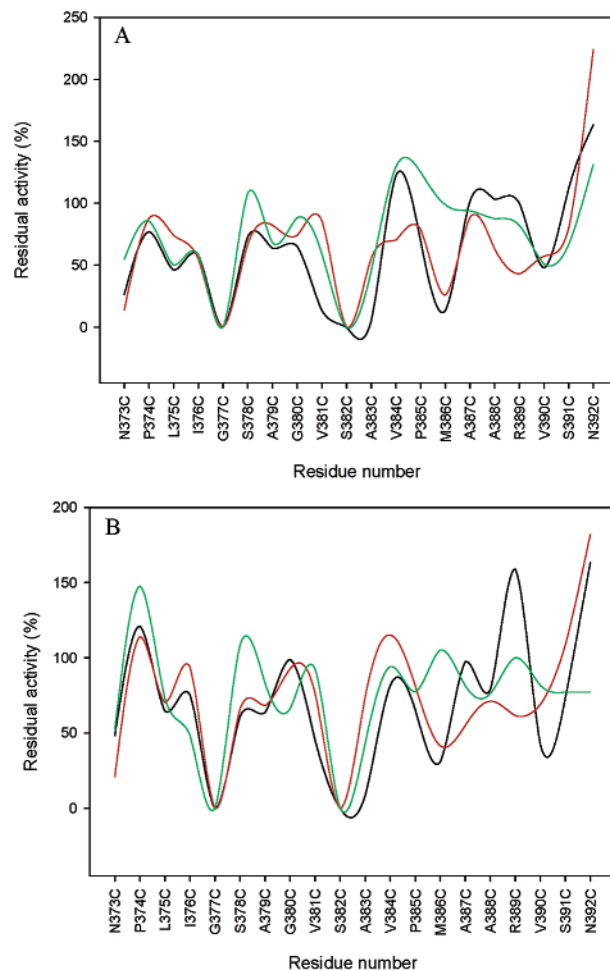 A
Residual activity (%)
250
200
150
100
50
0
-50
N373C
P374C
L375C
I376C
G377C
S378C
A379C
G380C
V381C
S382C
A383C
V384C
P385C
M386C
A387C
A388C
R389C
V390C
S391C
N392C
Residue number
B
Residual activity (%)
200
150
100
50
0
N373C
P374C
L375C
I376C
G377C
S378C
A379C
G380C
V381C
S382C
A383C
V384C
P385C
M386C
A387C
A388C
R389C
V390C
S391C
N392C
Residue number